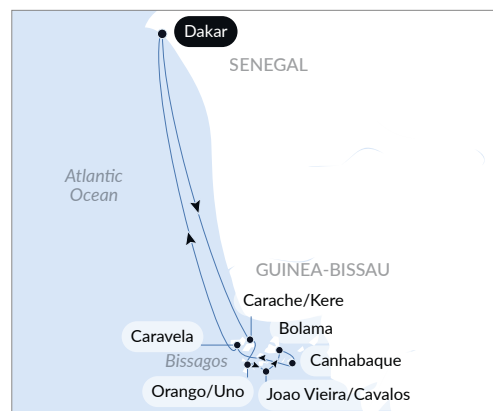 Dakar
SENEGAL
Atlantic
Ocean
GUINEA-BISSAU
Carache/Kere
Bolama
Caravela
Bissagos
Canhabaque
Orango/Uno
Joao Vieira/Cavalos